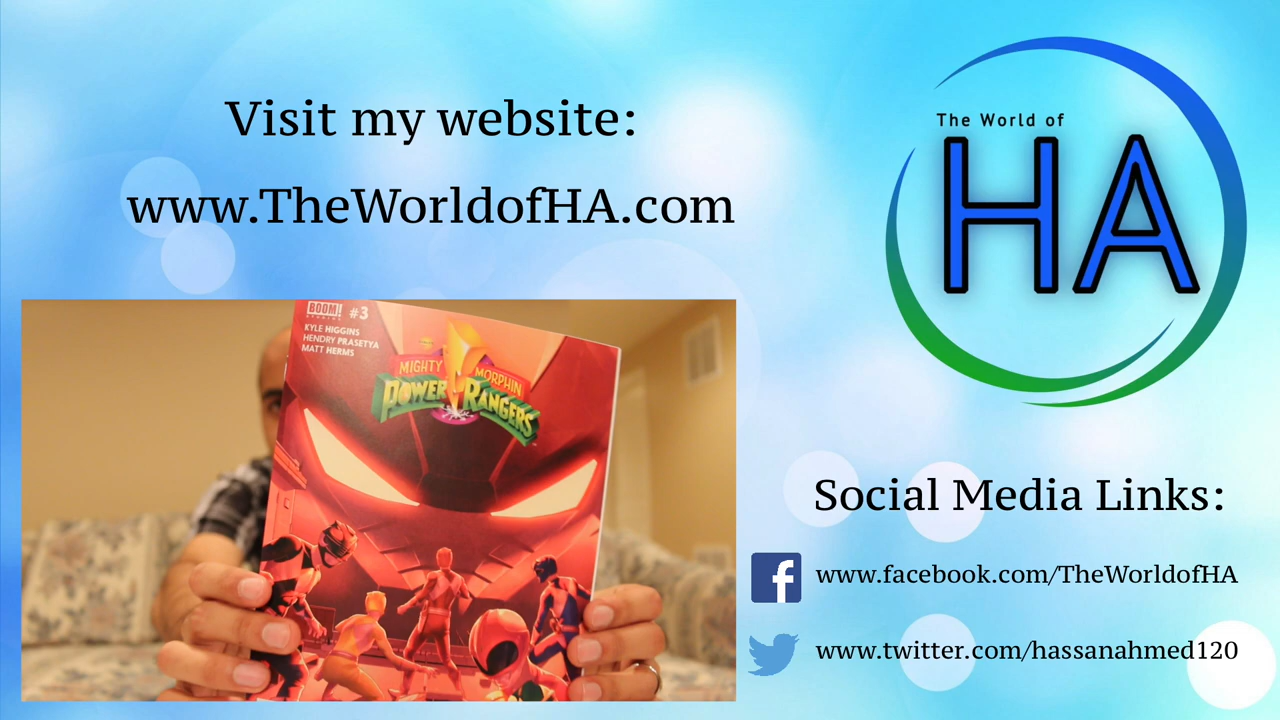 Visit my website:
www.TheWorldofHA.com
The World of
HA
BOOM!
STUDIOS
#3
KYLE HIGGINS
HENDRY PRASETYA
MATT HERMS
MIGHTY MORPHIN
POWER RANGERS
Social Media Links:
f www.facebook.com/TheWorldofHA
www.twitter.com/hassanahmed120